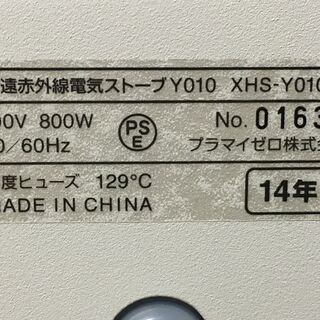 遠赤外線電気ストーブY010 XHS-Y010
00V 800W
PS
E
No. 0163
0/60Hz
プラマイゼロ株式
度ヒューズ 129°C
14年
MADE IN CHINA